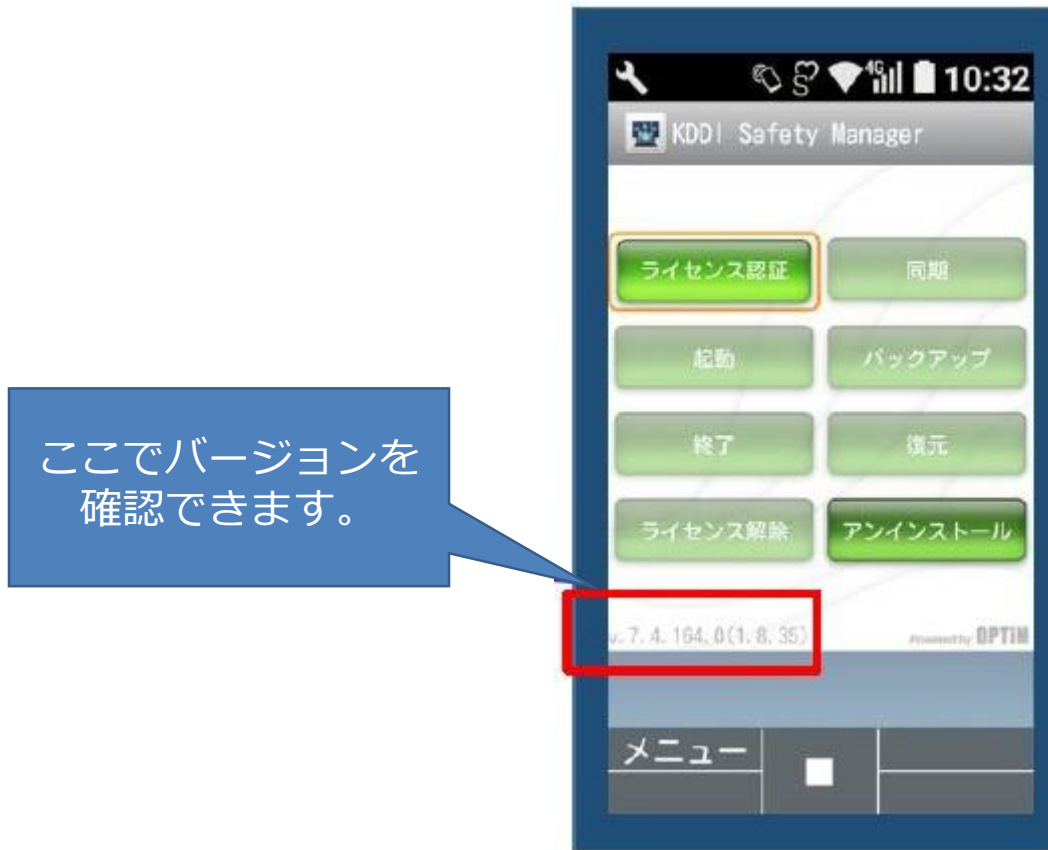 4G 10:32
KDDI Safety Manager
ライセンス認証 同期
起動 バックアップ
終了 復元
ライセンス解除 アンインストール
ここでバージョンを
確認できます。
v.7.4.164.0(1.8.35) Powered by OPTiM
メニュー